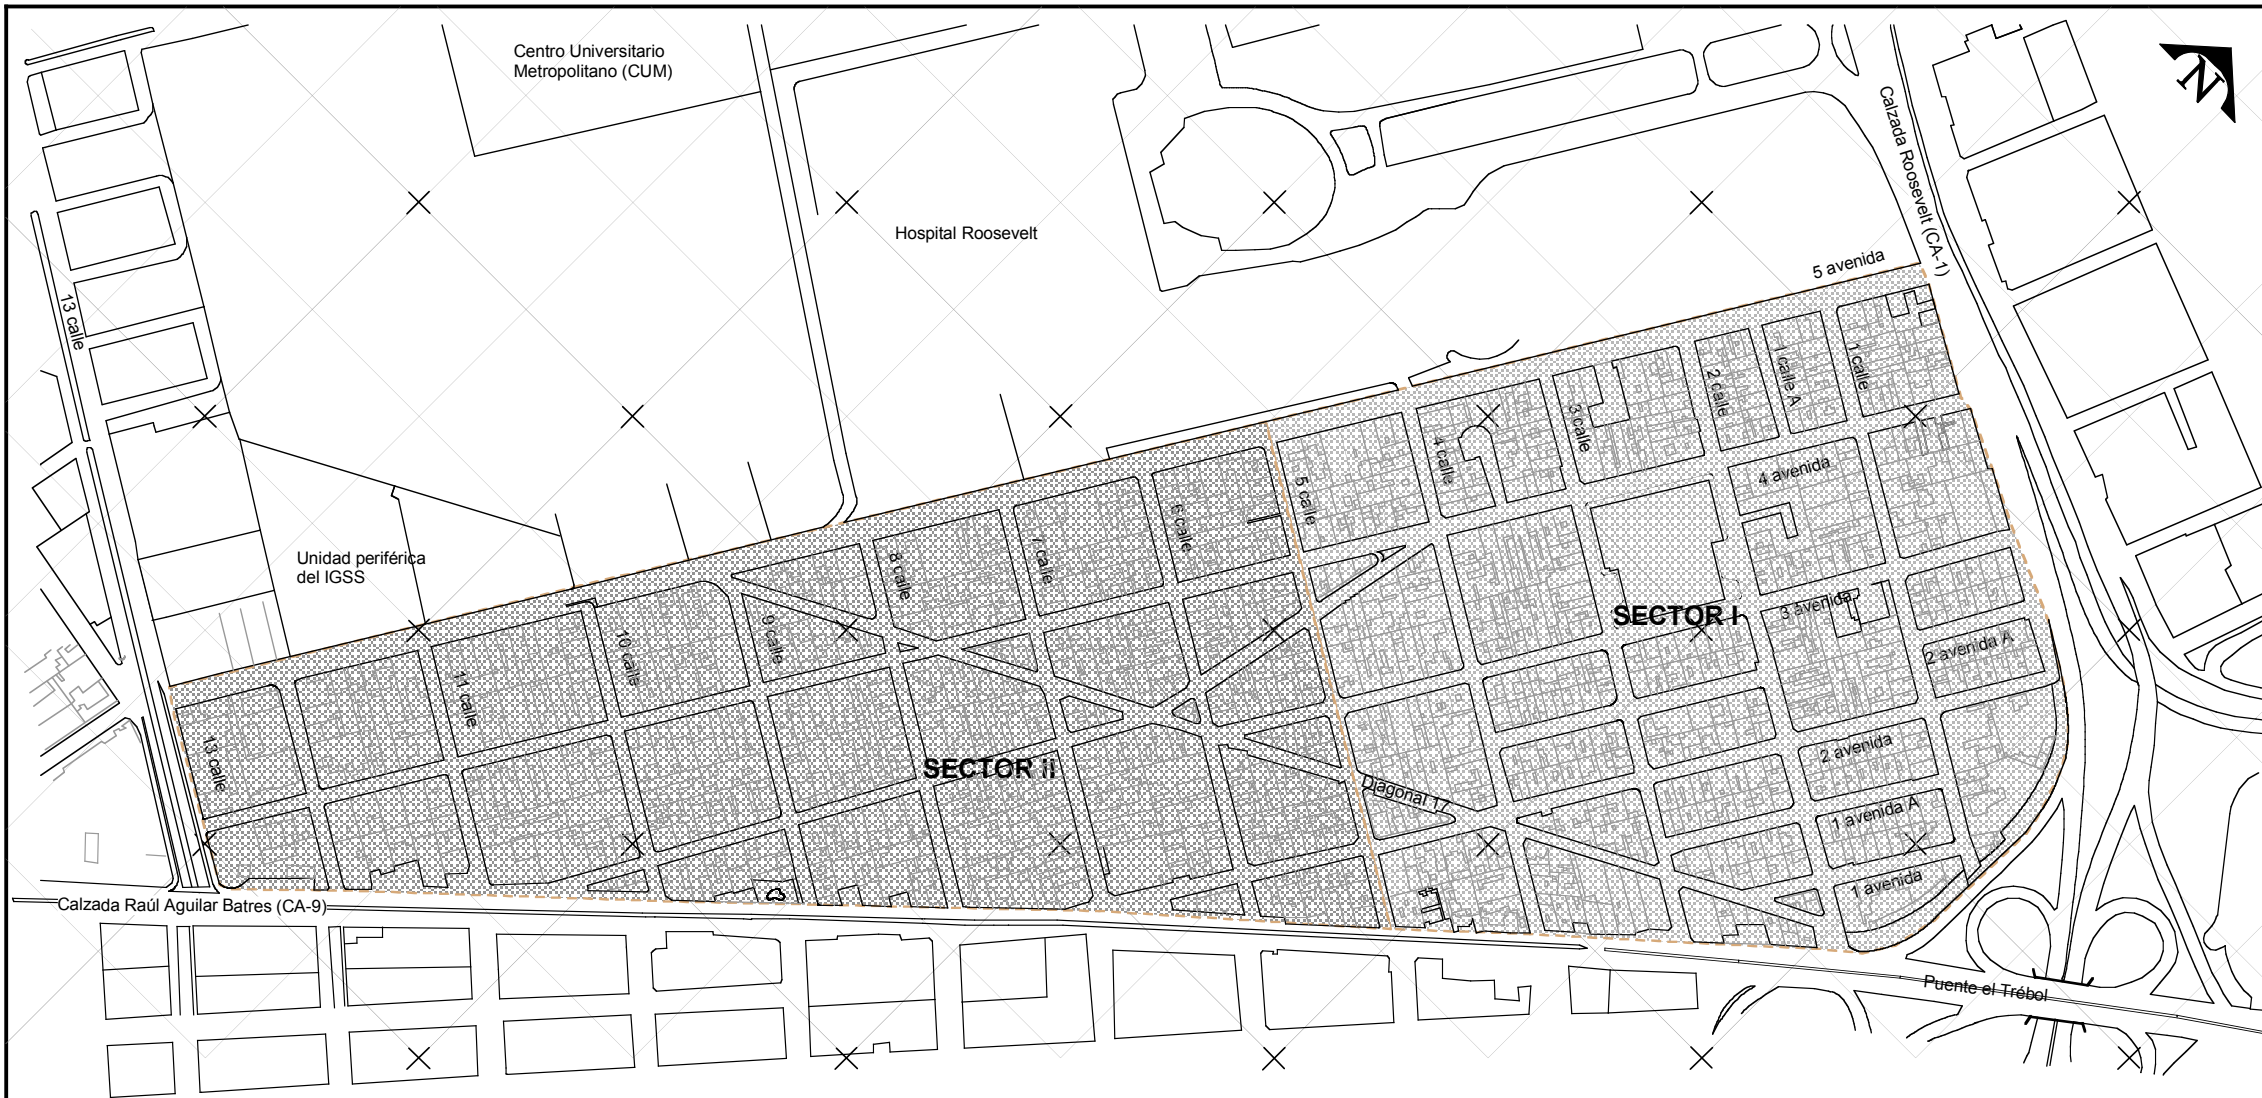 Centro Universitario
Metropolitano (CUM)
N
Calzada Roosevelt (CA-1)
Hospital Roosevelt
5 avenida
13 calle
1 calle
1 calle A
2 calle
3 calle
4 calle
4 avenida
5 calle
6 calle
7 calle
8 calle
Unidad periférica
del IGSS
9 calle
10 calle
11 calle
SECTOR I
3 avenida
2 avenida A
13 calle
SECTOR II
2 avenida
Diagonal 17
1 avenida A
1 avenida
Calzada Raúl Aguilar Batres (CA-9)
Puente el Trébol